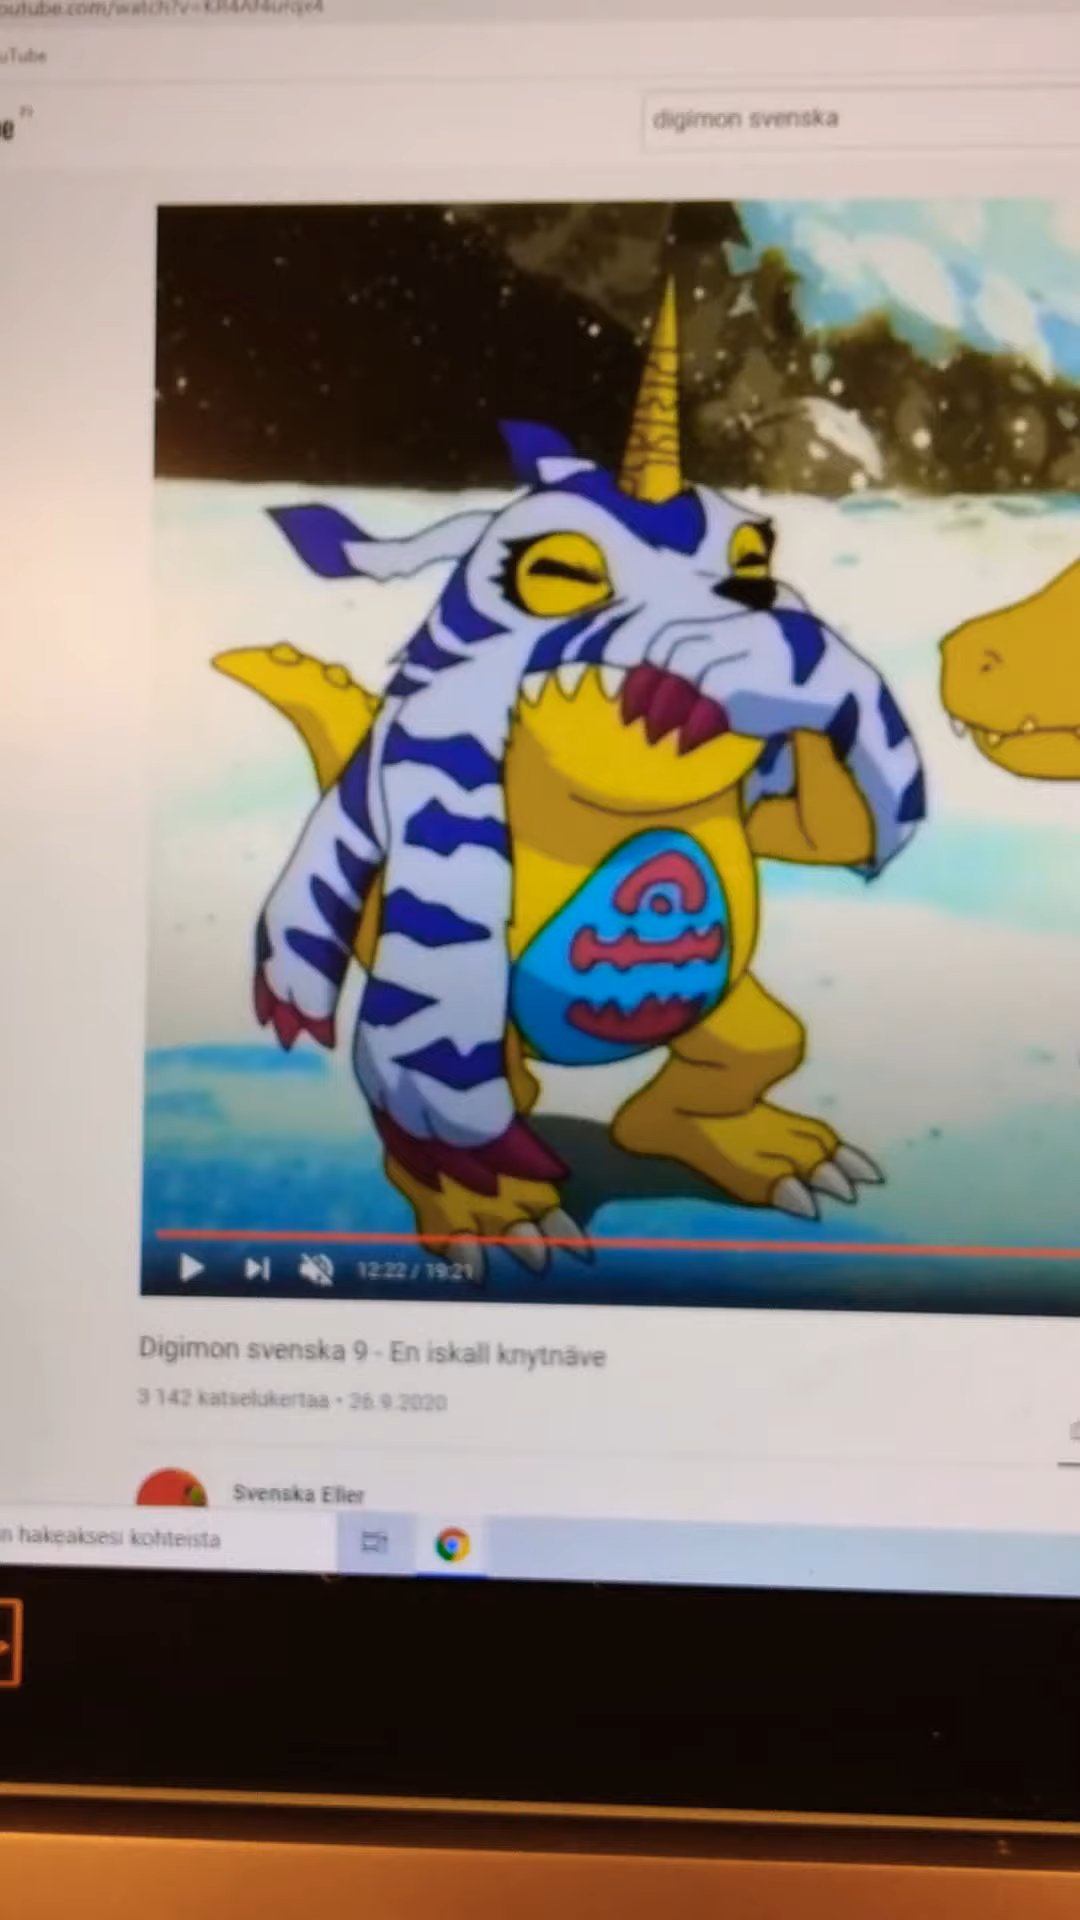 digimon svenska
12:22 / 19:21
Digimon svenska 9 - En iskall knytnäve
3 142 katselukertaa • 26.9.2020
Svenska Eller
hakeaksesi kohteista